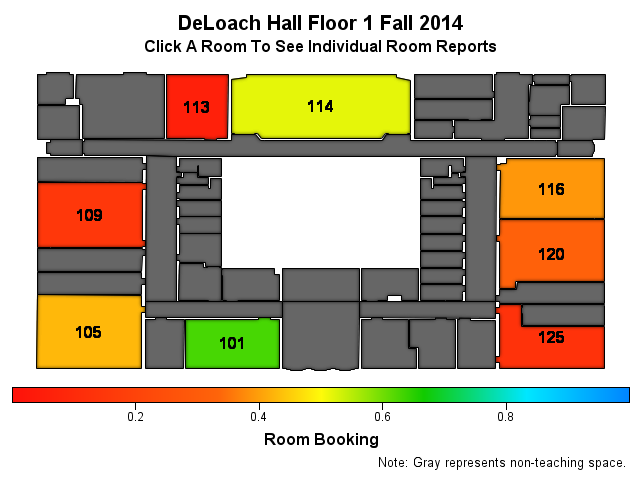 DeLoach Hall Floor 1 Fall 2014
Click A Room To See Individual Room Reports
113
114
109
116
120
105
101
125
0.2 0.4 0.6 0.8
Room Booking
Note: Gray represents non-teaching space.